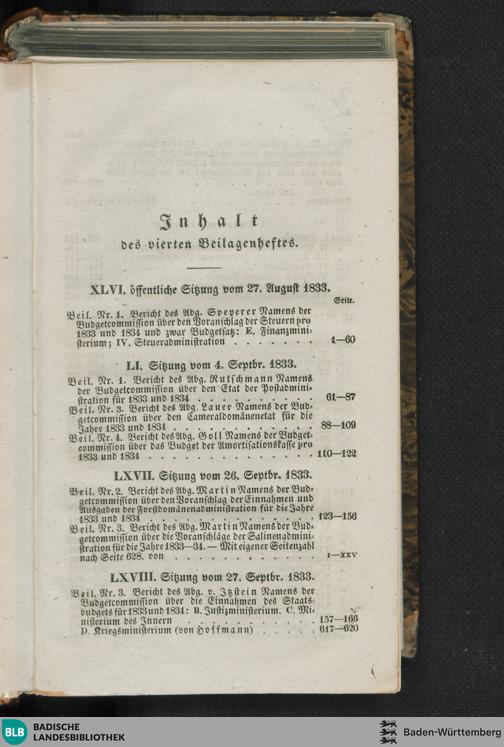 Inhalt
des vierten Beilagenheftes.
XLVI. öffentliche Sitzung vom 27. August 1833.
Seite.
Beil. Nr. 1. Bericht des Abg. Speyerer Namens der
Budgetcommission über den Voranschlag der Steuern pro
1833 und 1834 und zwar Budgetsatz: E. Finanzmini-
sterium; IV. Steueradministration . . . . . . . 1—60
LI. Sitzung vom 4. Septbr. 1833.
Beil. Nr. 1. Bericht des Abg. Rutschmann Namens
der Budgetcommission über den Etat der Postadmini-
stration für 1833 und 1834 . . . . . . . . . 61—87
Beil. Nr. 3. Bericht des Abg. Lauer Namens der Bud-
getcommission über den Cameraldomänenetat für die
Jahre 1833 und 1834 . . . . . . . . . . . . 88—109
Beil. Nr. 4. Bericht des Abg. Goll Namens der Budget-
commission über das Budget der Amortisationskasse pro
1833 und 1834 . . . . . . . . . . . . . . 110—122
LXVII. Sitzung vom 26. Septbr. 1833.
Beil. Nr. 2. Bericht des Abg. Martin Namens der Bud-
getcommission über den Voranschlag der Einnahmen und
Ausgaben der Forstdomänenadministration für die Jahre
1833 und 1834 . . . . . . . . . . . . . . 123—156
Beil. Nr. 3. Bericht des Abg. Martin Namens der Bud-
getcommission über die Voranschläge der Salinenadmini-
stration für die Jahre 1833—34. — Mit eigener Seitenzahl
nach Seite 628. von . . . . . . . . . . . . I—XXV
LXVIII. Sitzung vom 27. Septbr. 1833.
Beil. Nr. 3. Bericht des Abg. v. Itzstein Namens der
Budgetcommission über die Einnahmen des Staats-
budgets für 1833 und 1834: B. Justizministerium. C. Mi-
nisterium des Innern . . . . . . . . . . . 157—166
D. Kriegsministerium (von Hoffmann) . . . . 617—620
BLB
BADISCHE
LANDESBIBLIOTHEK
Baden-Württemberg